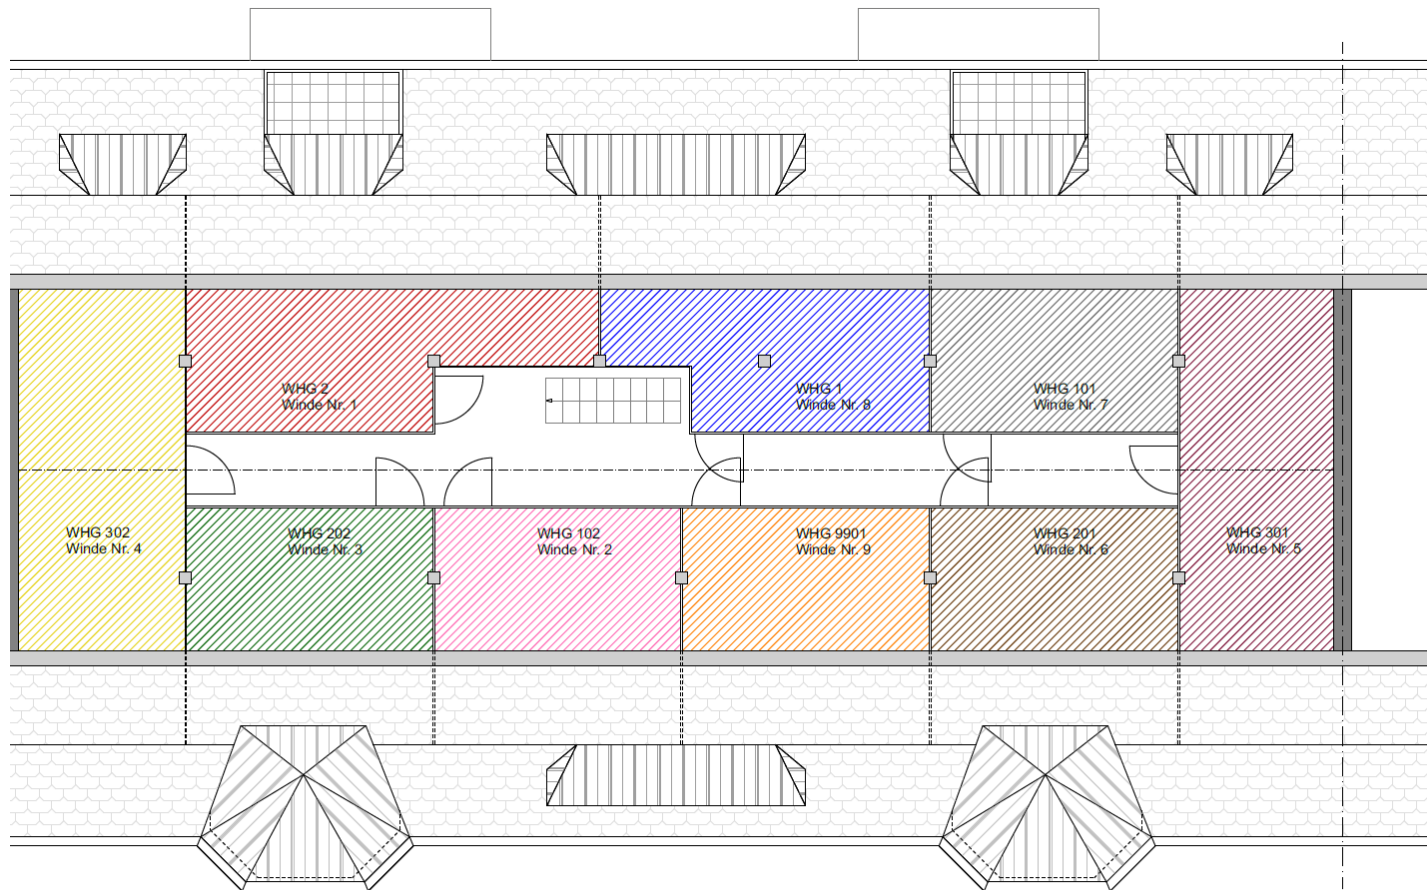 WHG 2
Winde Nr. 1
WHG 1
Winde Nr. 8
WHG 101
Winde Nr. 7
WHG 302
Winde Nr. 4
WHG 202
Winde Nr. 3
WHG 102
Winde Nr. 2
WHG 9901
Winde Nr. 9
WHG 201
Winde Nr. 6
WHG 301
Winde Nr. 5